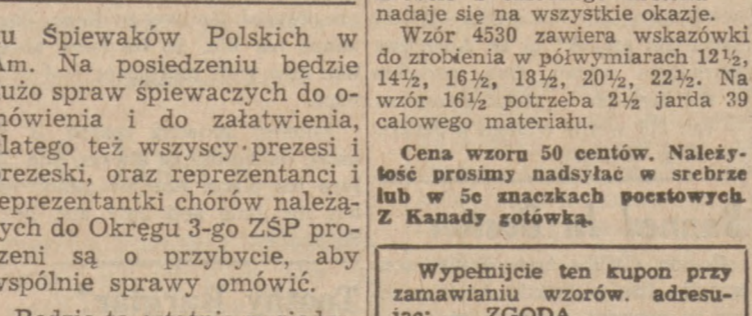 Śpiewaków Polskich w
Am. Na posiedzeniu będzie
użo spraw śpiewaczych do o-
mówienia i do załatwienia,
latego też wszyscy prezesi i
rezeski, oraz reprezentanci i
eprezentantki chórów należą-
ych do Okręgu 3-go ZŚP pro-
zeni są o przybycie, aby
wspólnie sprawy omówić.
nadaje się na wszystkie okazje.
Wzór 4530 zawiera wskazówki
do zrobienia w półwymiarach 12½,
14½, 16½, 18½, 20½, 22½. Na
wzór 16½ potrzeba 2½ jarda 39
calowego materiału.
Cena wzoru 50 centów. Należy-
tość prosimy nadsyłać w srebrze
lub w 5c znaczkach pocztowych.
Z Kanady gotówką.
Wypełnijcie ten kupon przy
zamawianiu wzorów. adresu-
jąc: ZGODA